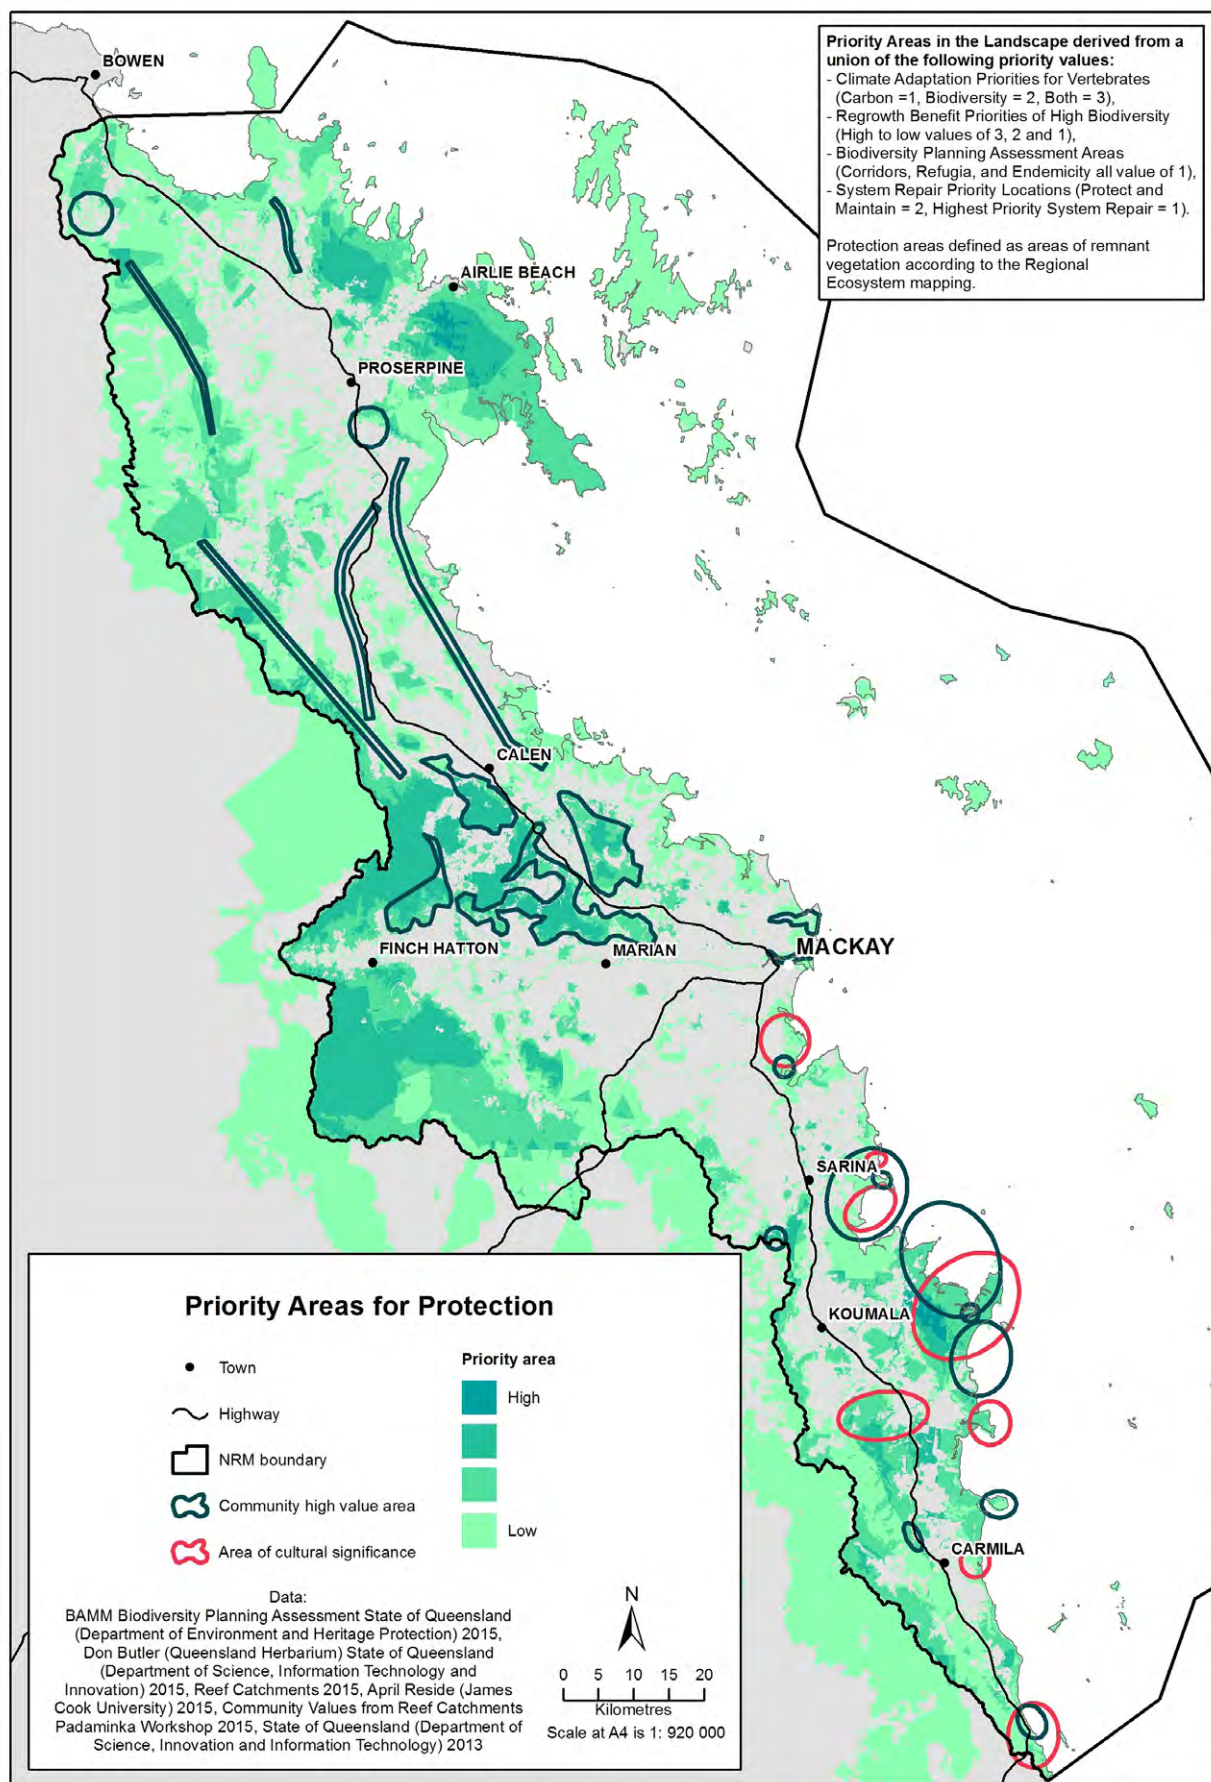 BOWEN
Priority Areas in the Landscape derived from a
union of the following priority values:
- Climate Adaptation Priorities for Vertebrates
(Carbon =1, Biodiversity = 2, Both = 3),
- Regrowth Benefit Priorities of High Biodiversity
(High to low values of 3, 2 and 1),
- Biodiversity Planning Assessment Areas
(Corridors, Refugia, and Endemicity all value of 1),
- System Repair Priority Locations (Protect and
Maintain = 2, Highest Priority System Repair = 1).
Protection areas defined as areas of remnant
vegetation according to the Regional
Ecosystem mapping.
AIRLIE BEACH
PROSERPINE
CALEN
FINCH HATTON
MARIAN
MACKAY
SARINA
KOUMALA
CARMILA
Priority Areas for Protection
Town
Highway
NRM boundary
Community high value area
Area of cultural significance
Priority area
High
Low
Data:
BAMM Biodiversity Planning Assessment State of Queensland
(Department of Environment and Heritage Protection) 2015,
Don Butler (Queensland Herbarium) State of Queensland
(Department of Science, Information Technology and
Innovation) 2015, Reef Catchments 2015, April Reside (James
Cook University) 2015, Community Values from Reef Catchments
Padaminka Workshop 2015, State of Queensland (Department of
Science, Innovation and Information Technology) 2013
N
0 5 10 15 20
Kilometres
Scale at A4 is 1: 920 000